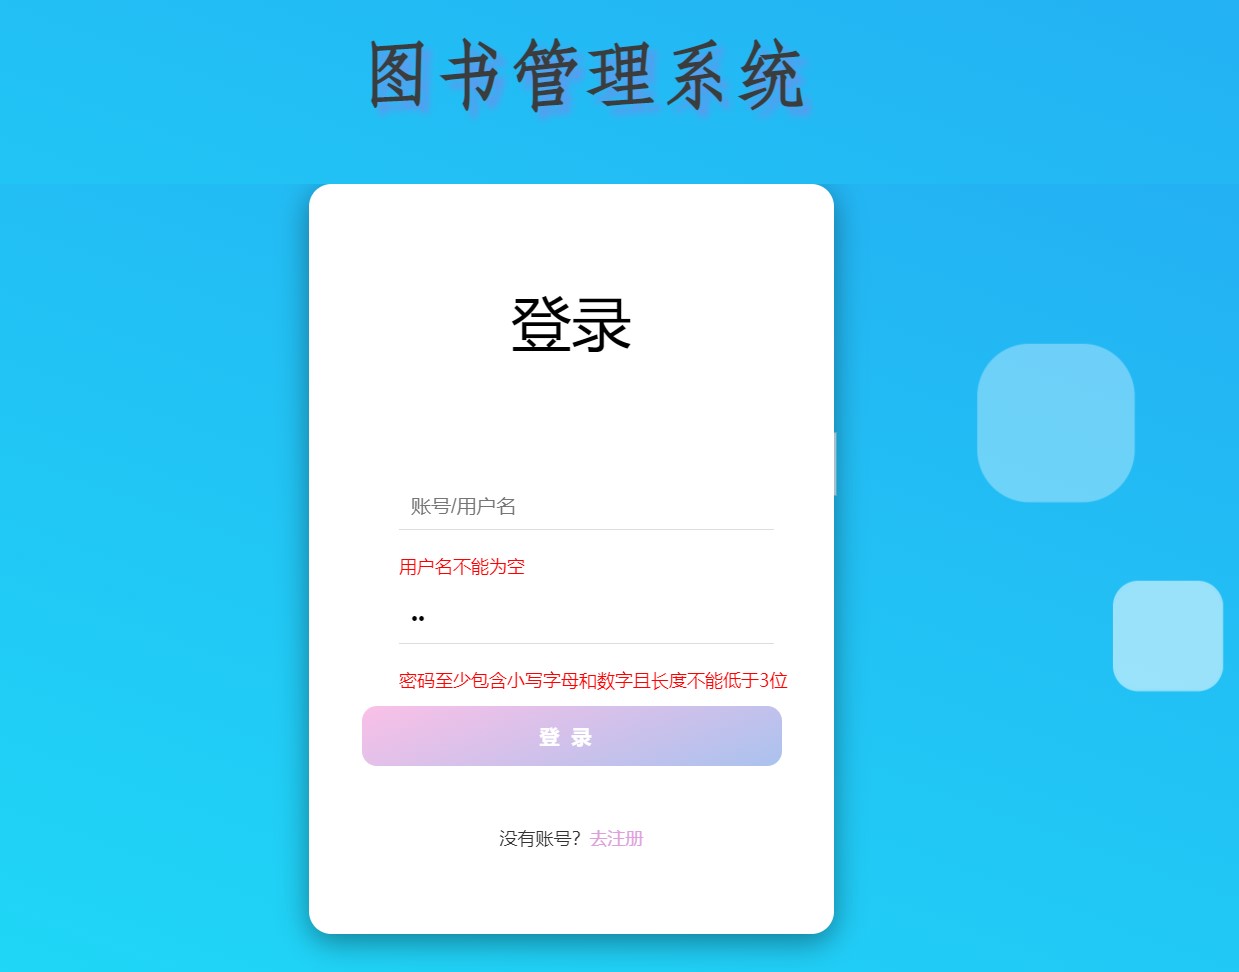 图书管理系统
登录
账号/用户名
用户名不能为空
••
密码至少包含小写字母和数字且长度不能低于3位
登 录
没有账号？去注册